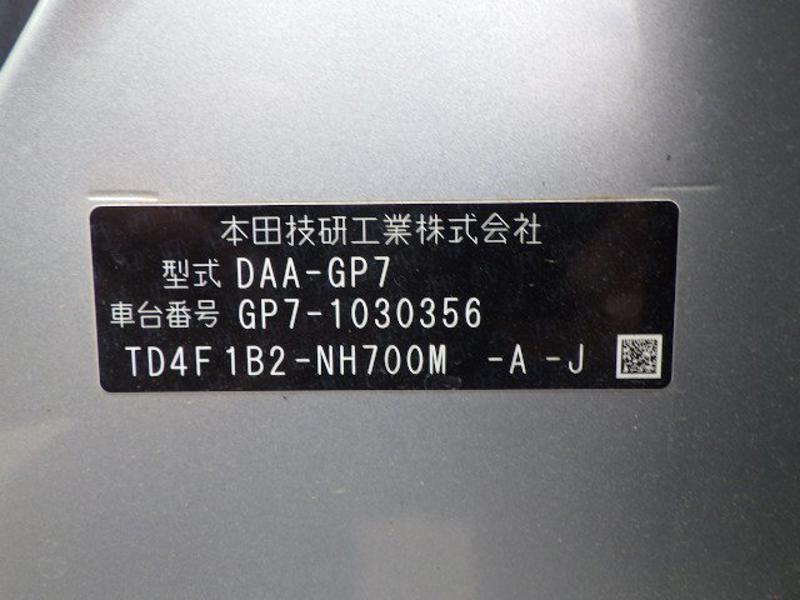 本田技研工業株式会社
型式 DAA-GP7
車台番号 GP7-1030356
TD4F1B2-NH700M -A -J